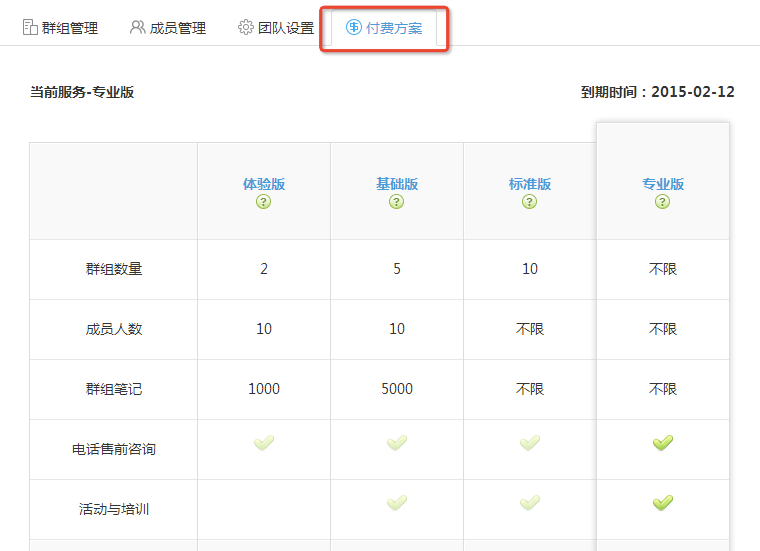 群组管理 成员管理 团队设置 付费方案
当前服务-专业版 到期时间：2015-02-12
体验版 基础版 标准版 专业版
? ? ? ?
群组数量 2 5 10 不限
成员人数 10 10 不限 不限
群组笔记 1000 5000 不限 不限
电话售前咨询
活动与培训